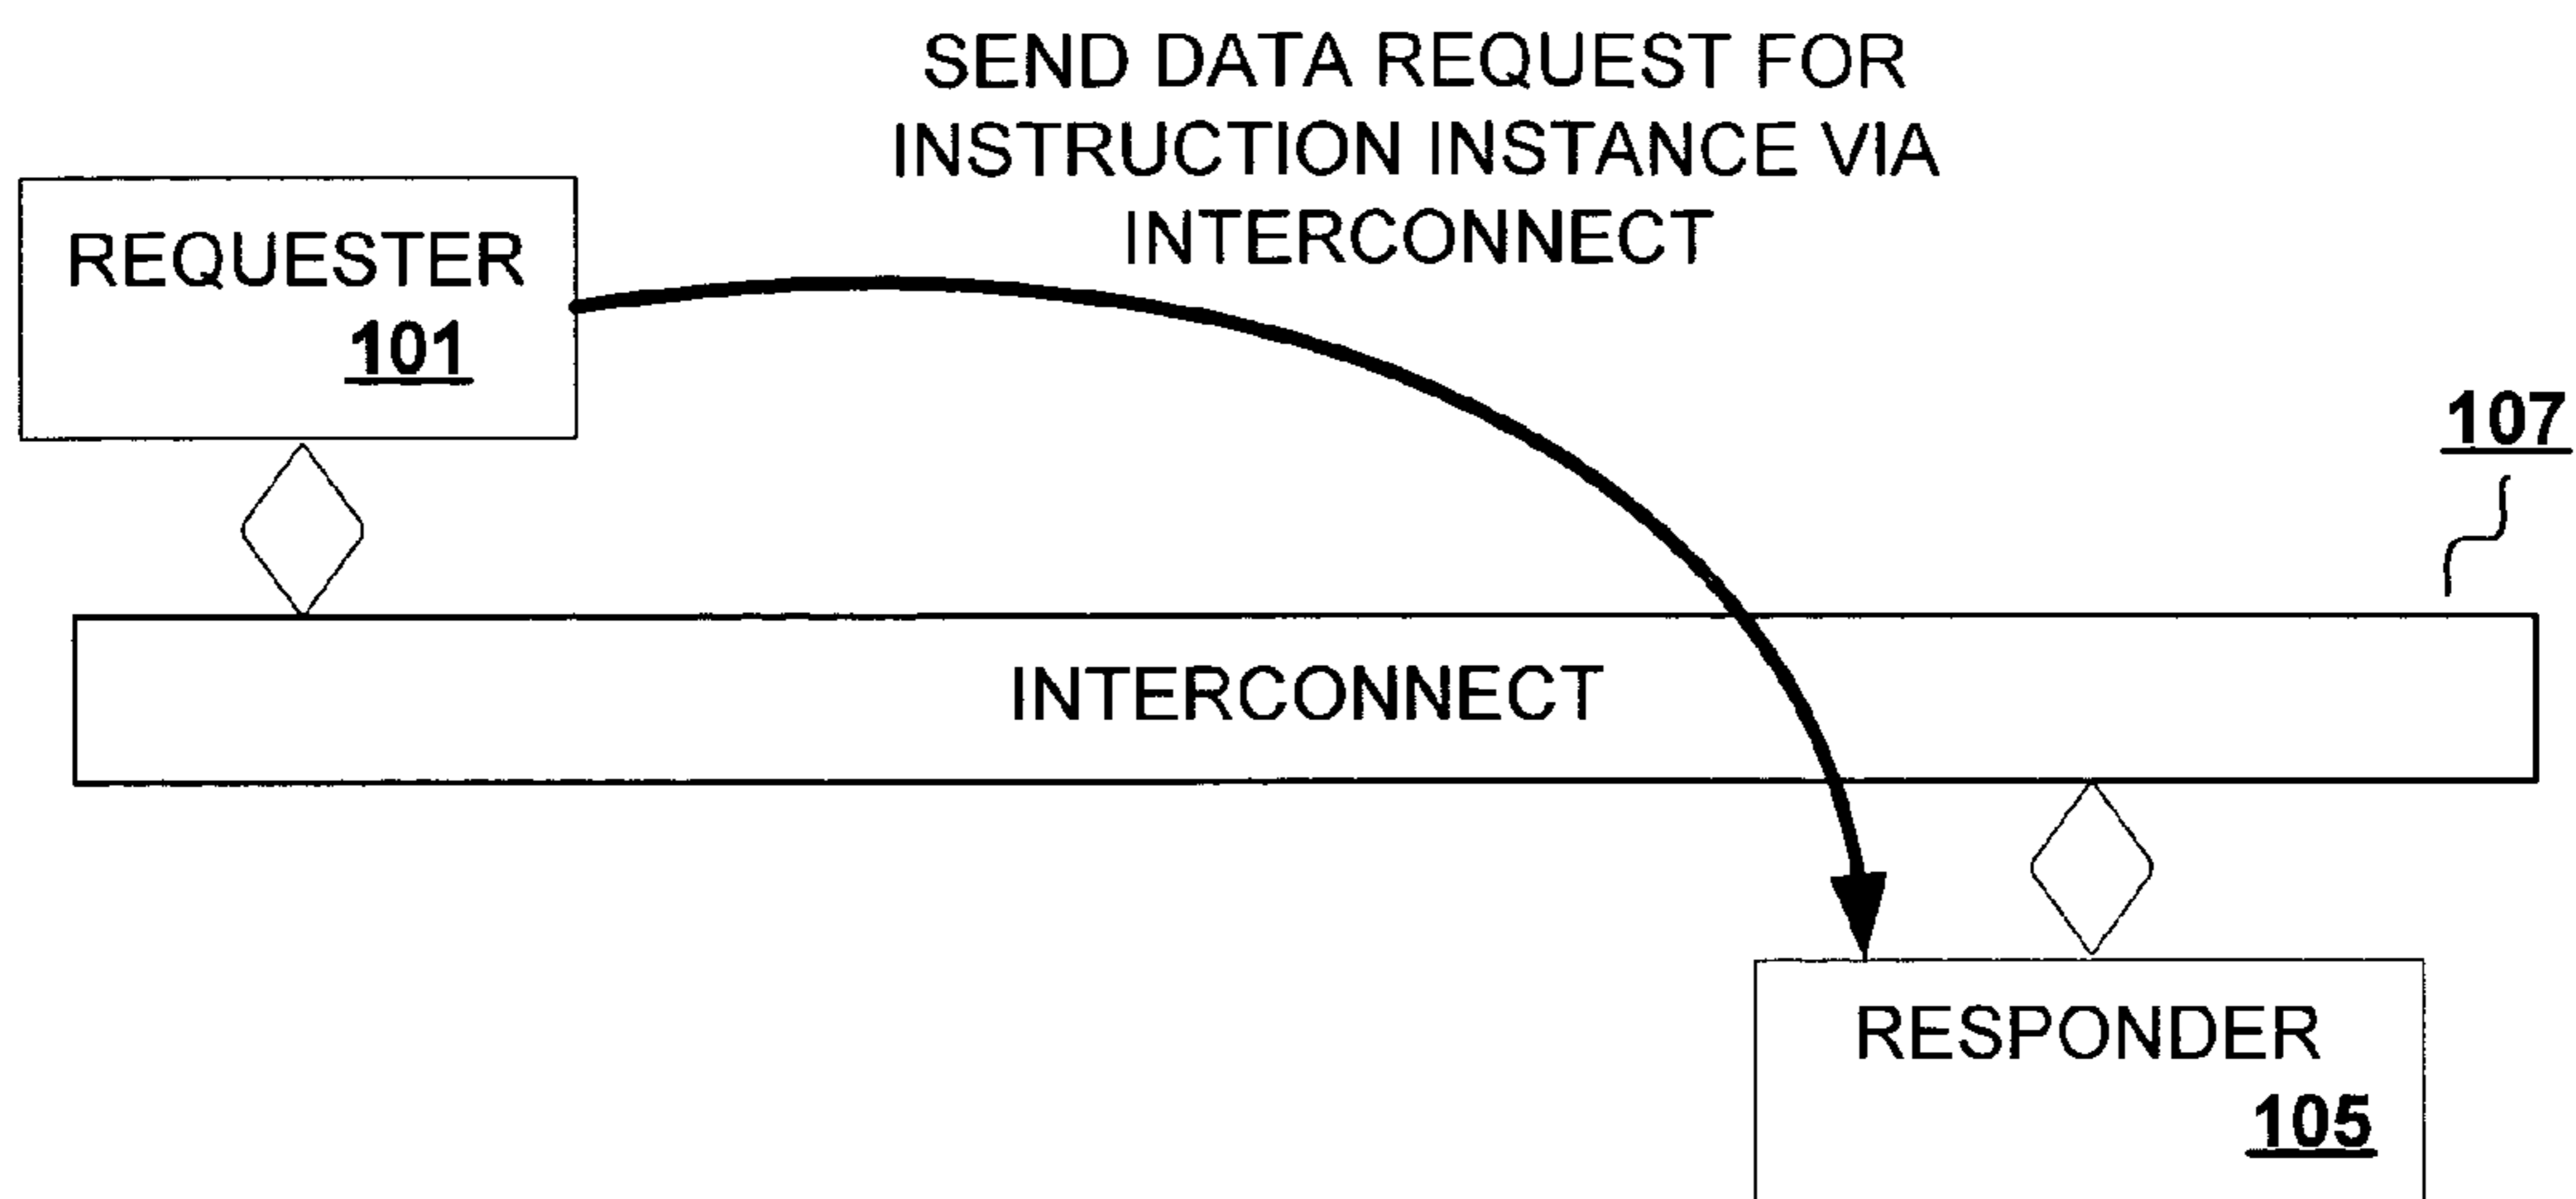 SEND DATA REQUEST FOR
INSTRUCTION INSTANCE VIA
INTERCONNECT
REQUESTER
101
107
INTERCONNECT
RESPONDER
105